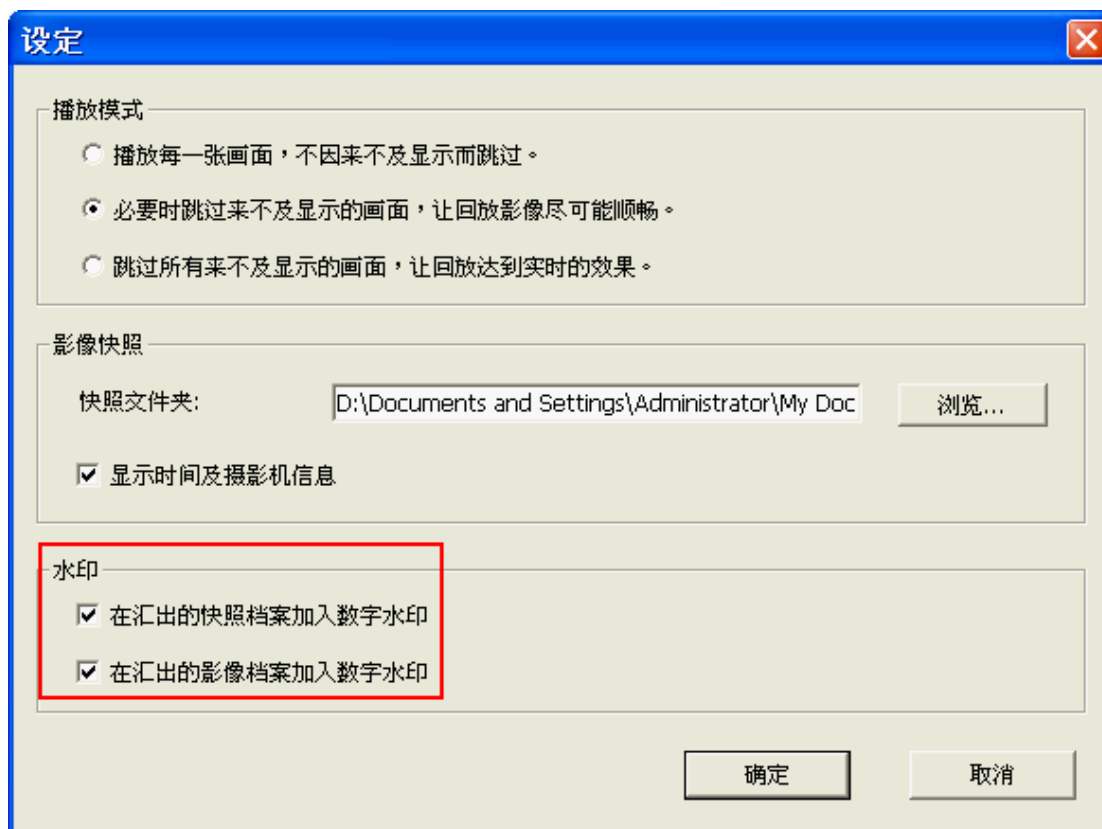 设定
播放模式
播放每一张画面，不因来不及显示而跳过。
必要时跳过来不及显示的画面，让回放影像尽可能顺畅。
跳过所有来不及显示的画面，让回放达到实时的效果。
影像快照
快照文件夹: D:\Documents and Settings\Administrator\My Doc 浏览...
显示时间及摄影机信息
水印
在汇出的快照档案加入数字水印
在汇出的影像档案加入数字水印
确定 取消